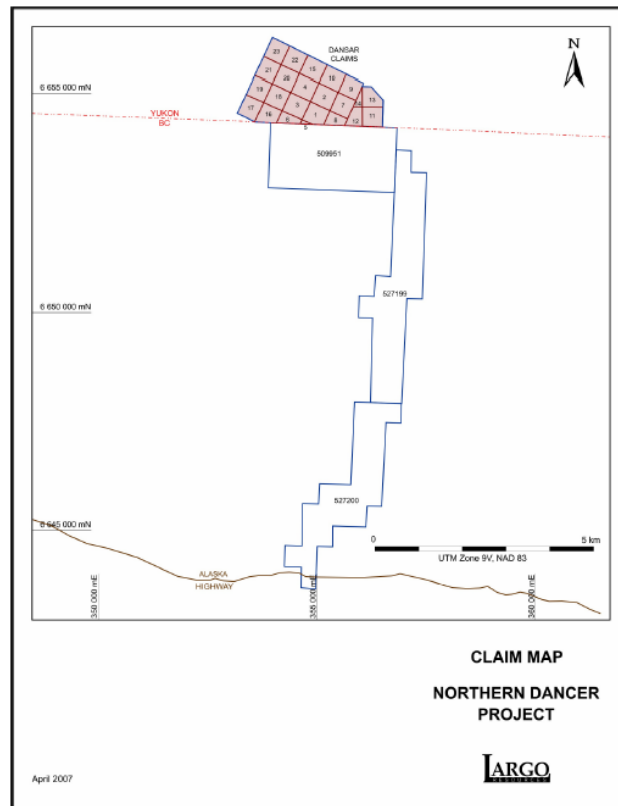 DANSAR
CLAIMS
N
23
22
15
18
9
21
20
4
2
7
14
13
19
3
1
8
12
11
17
16
6
5
6 655 000 mN
YUKON
BC
509951
6 650 000 mN
527199
527200
6 645 000 mN
0
5 km
UTM Zone 9V, NAD 83
ALASKA
HIGHWAY
350 000 mE
355 000 mE
360 000 mE
CLAIM MAP
NORTHERN DANCER
PROJECT
April 2007
LARGO
RESOURCES